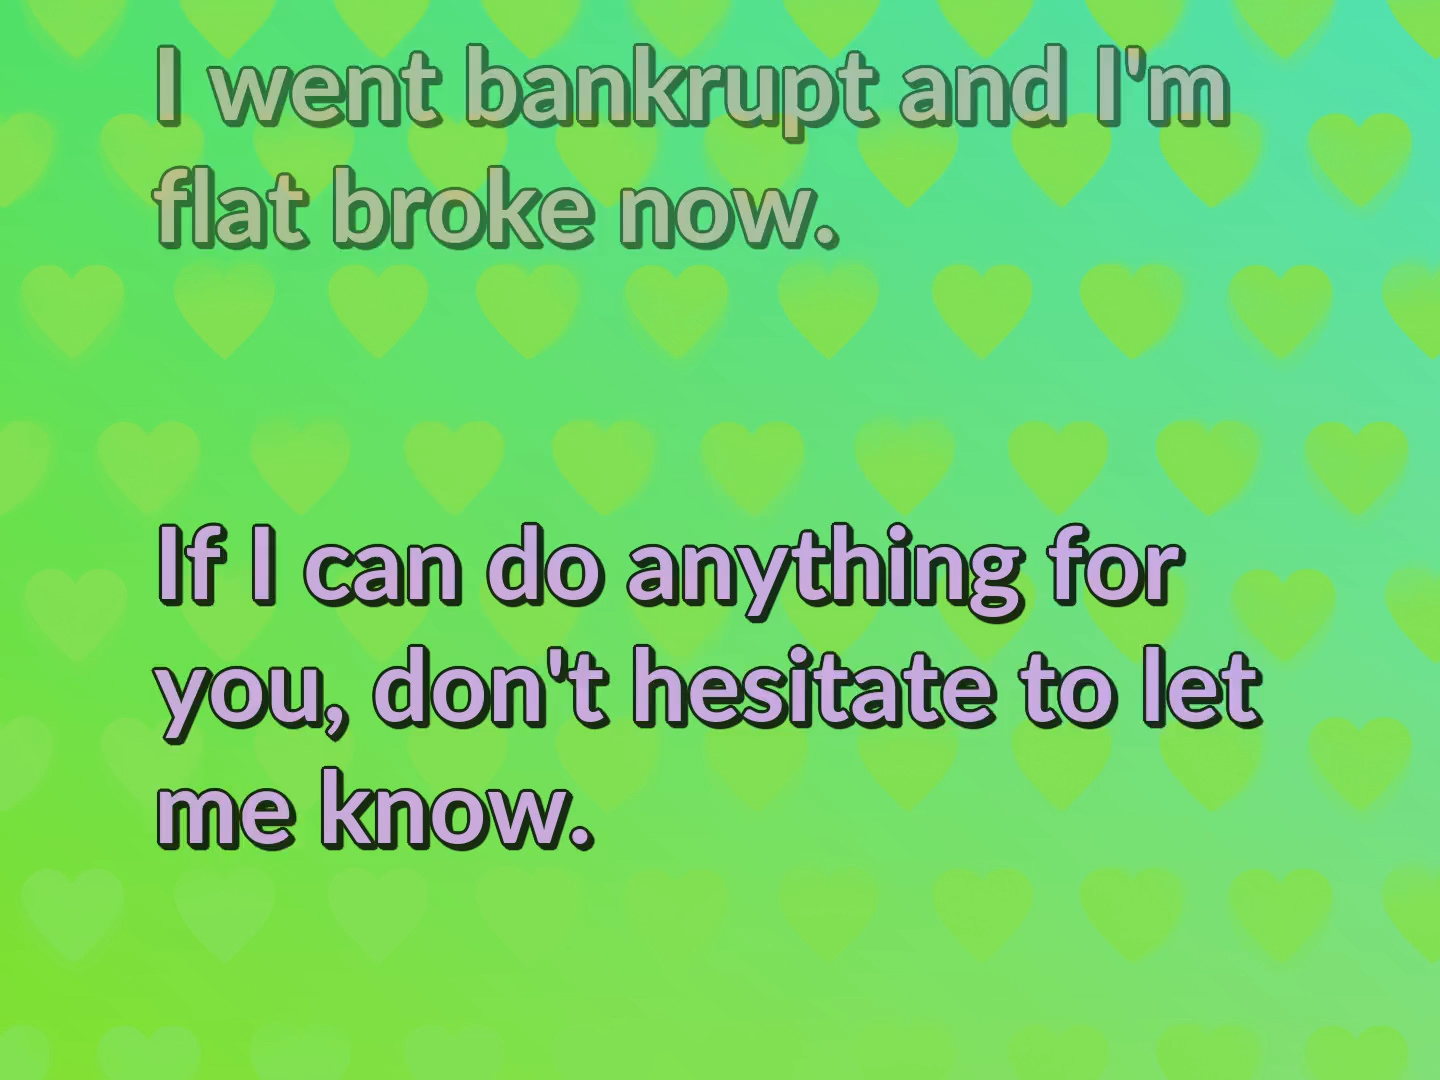 I went bankrupt and I'm
flat broke now.
If I can do anything for
you, don't hesitate to let
me know.